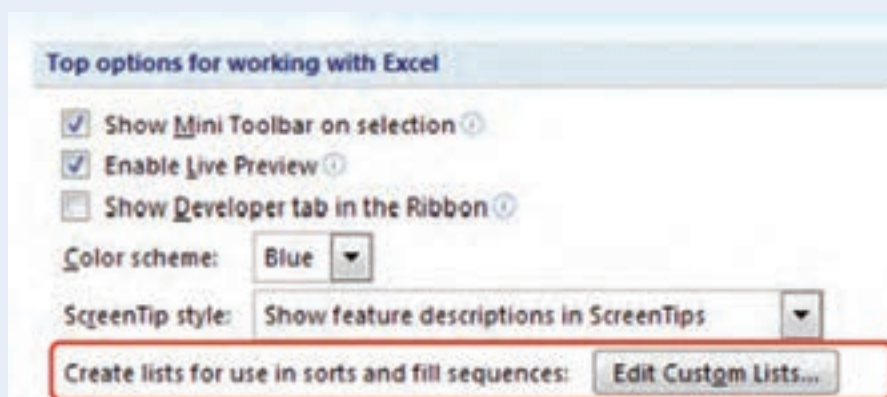 Top options for working with Excel
Show Mini Toolbar on selection
Enable Live Preview
Show Developer tab in the Ribbon
Color scheme: Blue
ScreenTip style: Show feature descriptions in ScreenTips
Create lists for use in sorts and fill sequences: Edit Custom Lists...